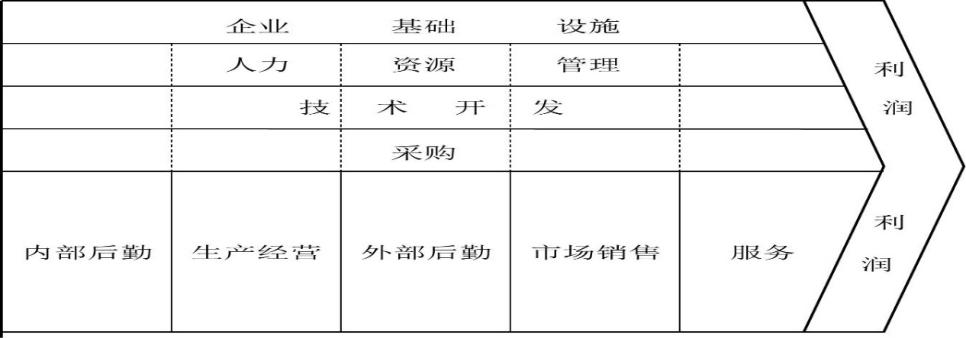 企业 基础 设施
人力 资源 管理
技 术 开 发
采购
内部后勤 生产经营 外部后勤 市场销售 服务
利
润
利
润